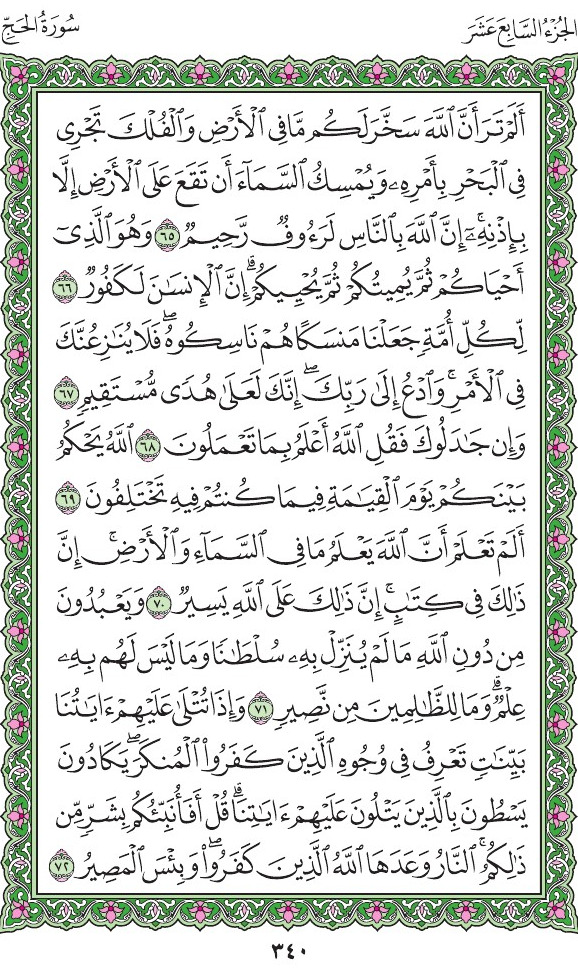 الجُزْءُ السَّابِعَ عَشَرَ
سُورَةُ الحَجِّ
أَلَمْ تَرَ أَنَّ ٱللَّهَ سَخَّرَ لَكُم مَّا فِى ٱلْأَرْضِ وَٱلْفُلْكَ تَجْرِى
فِى ٱلْبَحْرِ بِأَمْرِهِۦ وَيُمْسِكُ ٱلسَّمَآءَ أَن تَقَعَ عَلَى ٱلْأَرْضِ إِلَّا
بِإِذْنِهِۦٓ ۗ إِنَّ ٱللَّهَ بِٱلنَّاسِ لَرَءُوفٌ رَّحِيمٌ ٦٥ وَهُوَ ٱلَّذِىٓ
أَحْيَاكُمْ ثُمَّ يُمِيتُكُمْ ثُمَّ يُحْيِيكُمْ ۗ إِنَّ ٱلْإِنسَـٰنَ لَكَفُورٌ ٦٦
لِّكُلِّ أُمَّةٍ جَعَلْنَا مَنسَكًا هُمْ نَاسِكُوهُ ۖ فَلَا يُنَـٰزِعُنَّكَ
فِى ٱلْأَمْرِ ۚ وَٱدْعُ إِلَىٰ رَبِّكَ ۖ إِنَّكَ لَعَلَىٰ هُدًى مُّسْتَقِيمٍ ٦٧
وَإِن جَـٰدَلُوكَ فَقُلِ ٱللَّهُ أَعْلَمُ بِمَا تَعْمَلُونَ ٦٨ ٱللَّهُ يَحْكُمُ
بَيْنَكُمْ يَوْمَ ٱلْقِيَـٰمَةِ فِيمَا كُنتُمْ فِيهِ تَخْتَلِفُونَ ٦٩
أَلَمْ تَعْلَمْ أَنَّ ٱللَّهَ يَعْلَمُ مَا فِى ٱلسَّمَآءِ وَٱلْأَرْضِ ۗ إِنَّ
ذَٰلِكَ فِى كِتَـٰبٍ ۚ إِنَّ ذَٰلِكَ عَلَى ٱللَّهِ يَسِيرٌ ٧٠ وَيَعْبُدُونَ
مِن دُونِ ٱللَّهِ مَا لَمْ يُنَزِّلْ بِهِۦ سُلْطَـٰنًا وَمَا لَيْسَ لَهُم بِهِۦ
عِلْمٌ ۗ وَمَا لِلظَّـٰلِمِينَ مِن نَّصِيرٍ ٧١ وَإِذَا تُتْلَىٰ عَلَيْهِمْ ءَايَـٰتُنَا
بَيِّنَـٰتٍ تَعْرِفُ فِى وُجُوهِ ٱلَّذِينَ كَفَرُوا۟ ٱلْمُنكَرَ ۖ يَكَادُونَ
يَسْطُونَ بِٱلَّذِينَ يَتْلُونَ عَلَيْهِمْ ءَايَـٰتِنَا ۗ قُلْ أَفَأُنَبِّئُكُم بِشَرٍّ مِّن
ذَٰلِكُمُ ۗ ٱلنَّارُ وَعَدَهَا ٱللَّهُ ٱلَّذِينَ كَفَرُوا۟ ۖ وَبِئْسَ ٱلْمَصِيرُ ٧٢
٣٤٠